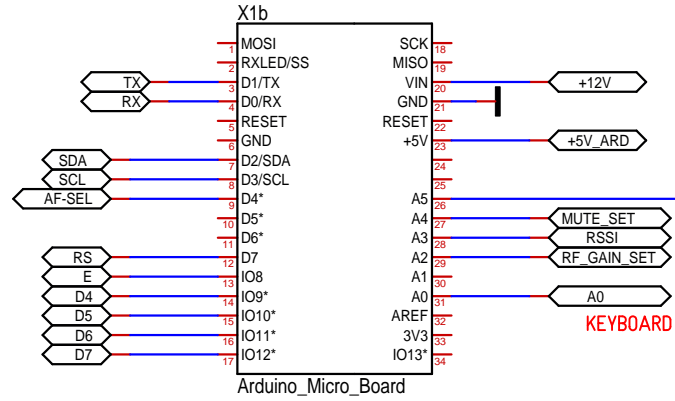 X1b
1 MOSI SCK 18
2 RXLED/SS MISO 19
TX 3 D1/TX VIN 20 +12V
RX 4 D0/RX GND 21
5 RESET RESET 22
6 GND +5V 23 +5V_ARD
SDA 7 D2/SDA 24
SCL 8 D3/SCL 25
AF-SEL 9 D4* A5 26
10 D5* A4 27 MUTE_SET
11 D6* A3 28 RSSI
RS 12 D7 A2 29 RF_GAIN_SET
E 13 IO8 A1 30
D4 14 IO9* A0 31 A0
D5 15 IO10* AREF 32 KEYBOARD
D6 16 IO11* 3V3 33
D7 17 IO12* IO13* 34
Arduino_Micro_Board